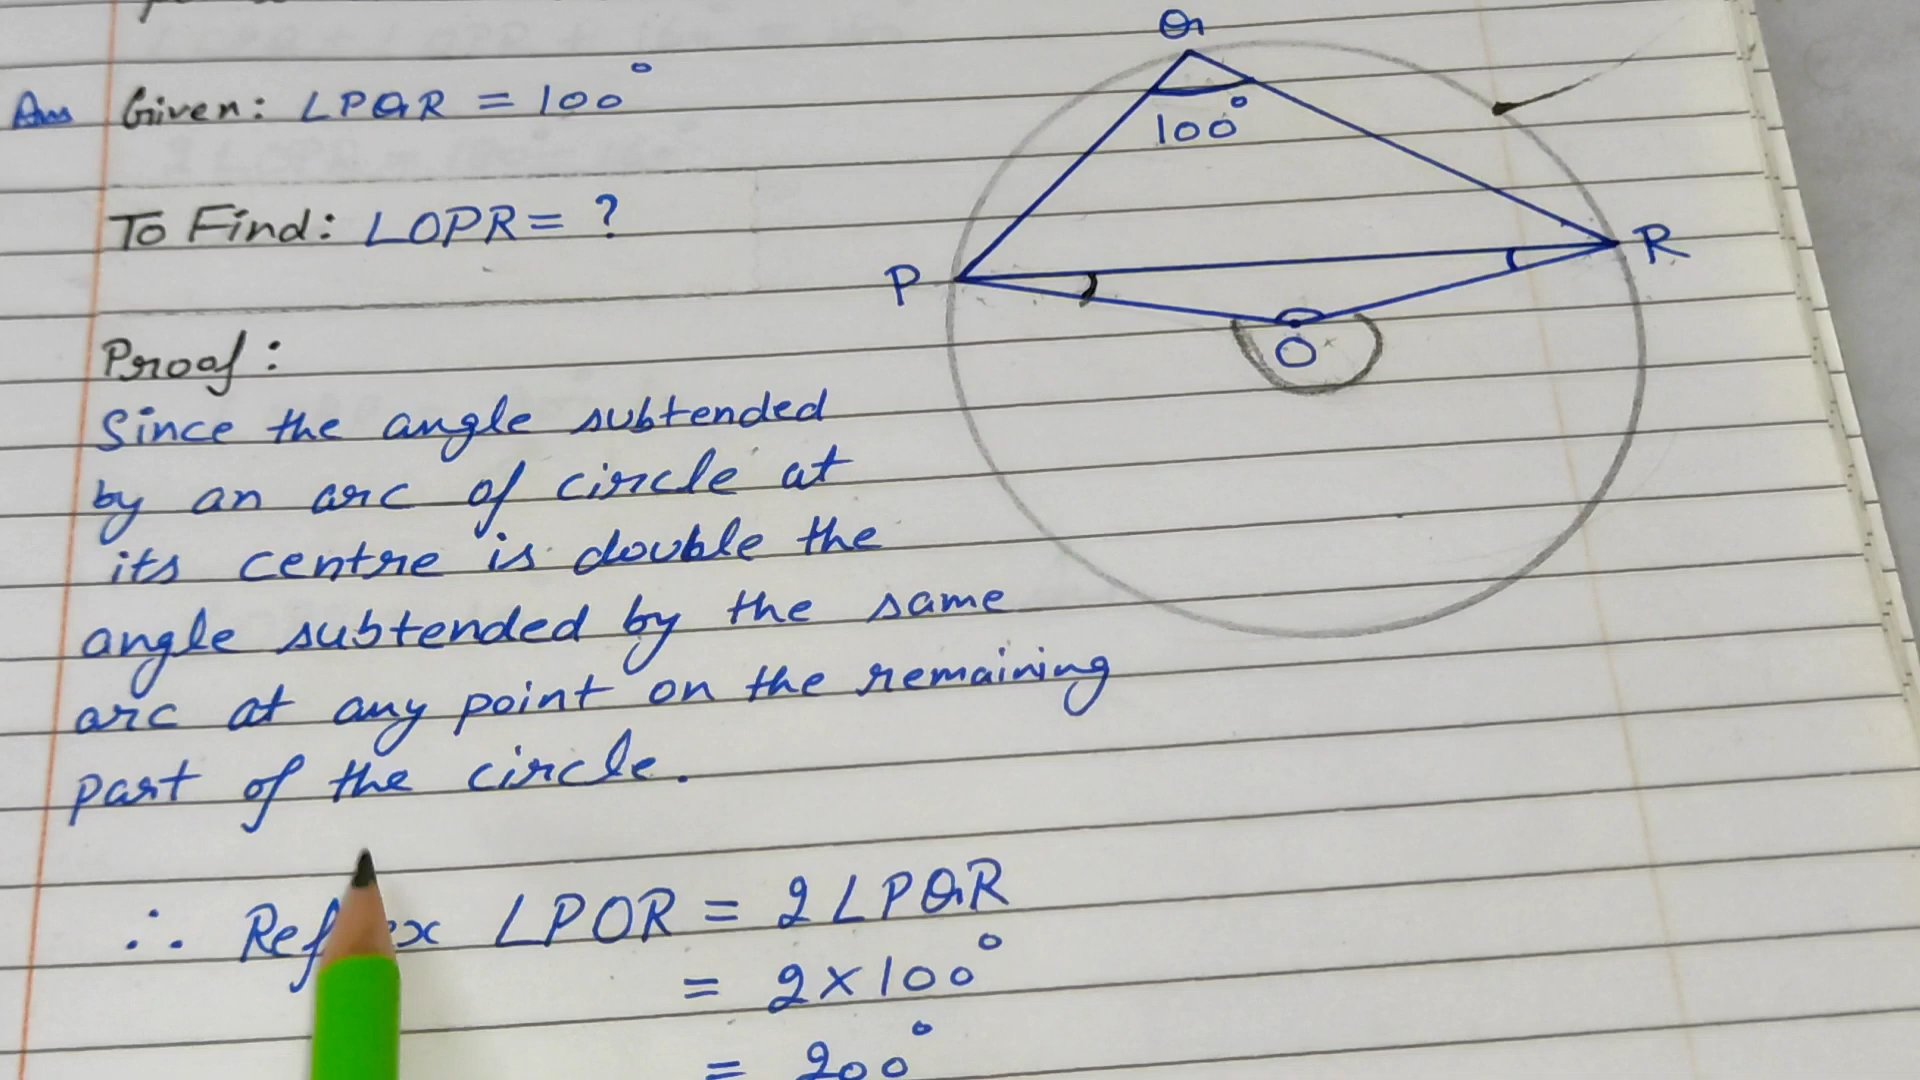 Ans Given: ∠PQR = 100°
To Find: ∠OPR = ?
Proof:
Since the angle subtended
by an arc of circle at
its centre is double the
angle subtended by the same
arc at any point on the remaining
part of the circle.
∴ Reflex ∠POR = 2∠PQR
= 2×100°
= 200°
Q
100°
P
R
O